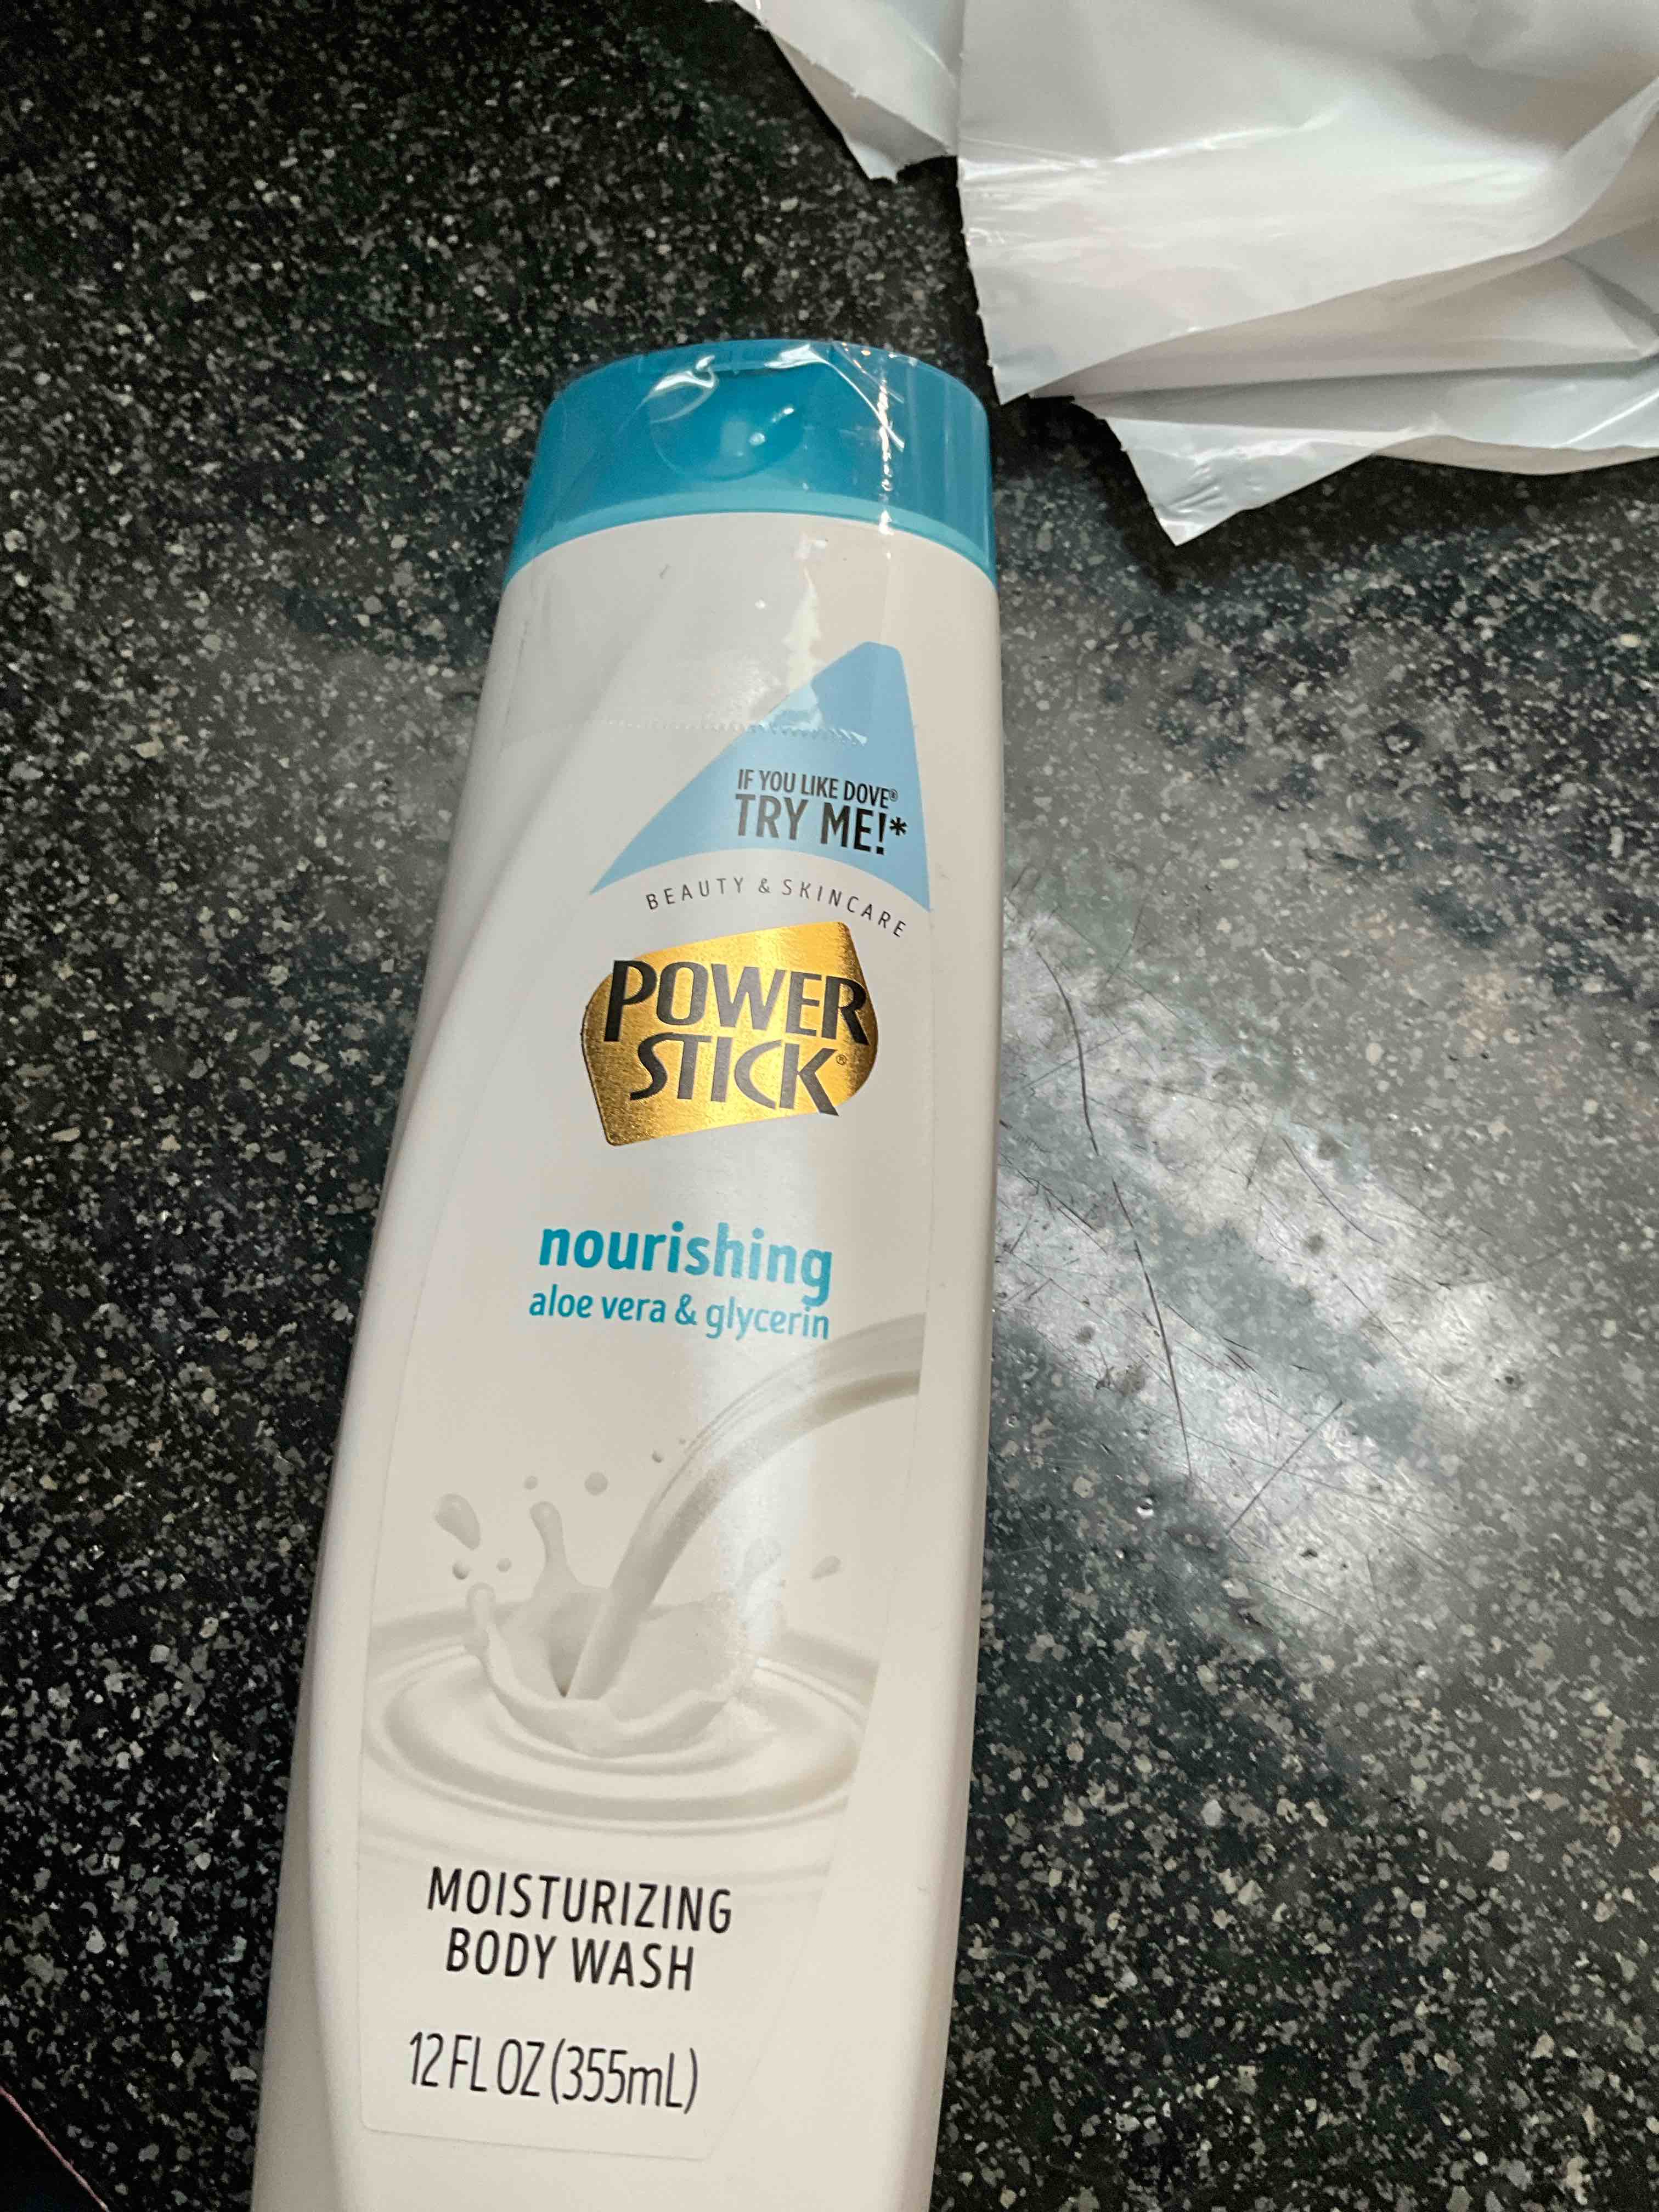 IF YOU LIKE DOVE®
TRY ME!*
BEAUTY & SKINCARE
POWER
STICK®
nourishing
aloe vera & glycerin
MOISTURIZING
BODY WASH
12 FL OZ (355mL)